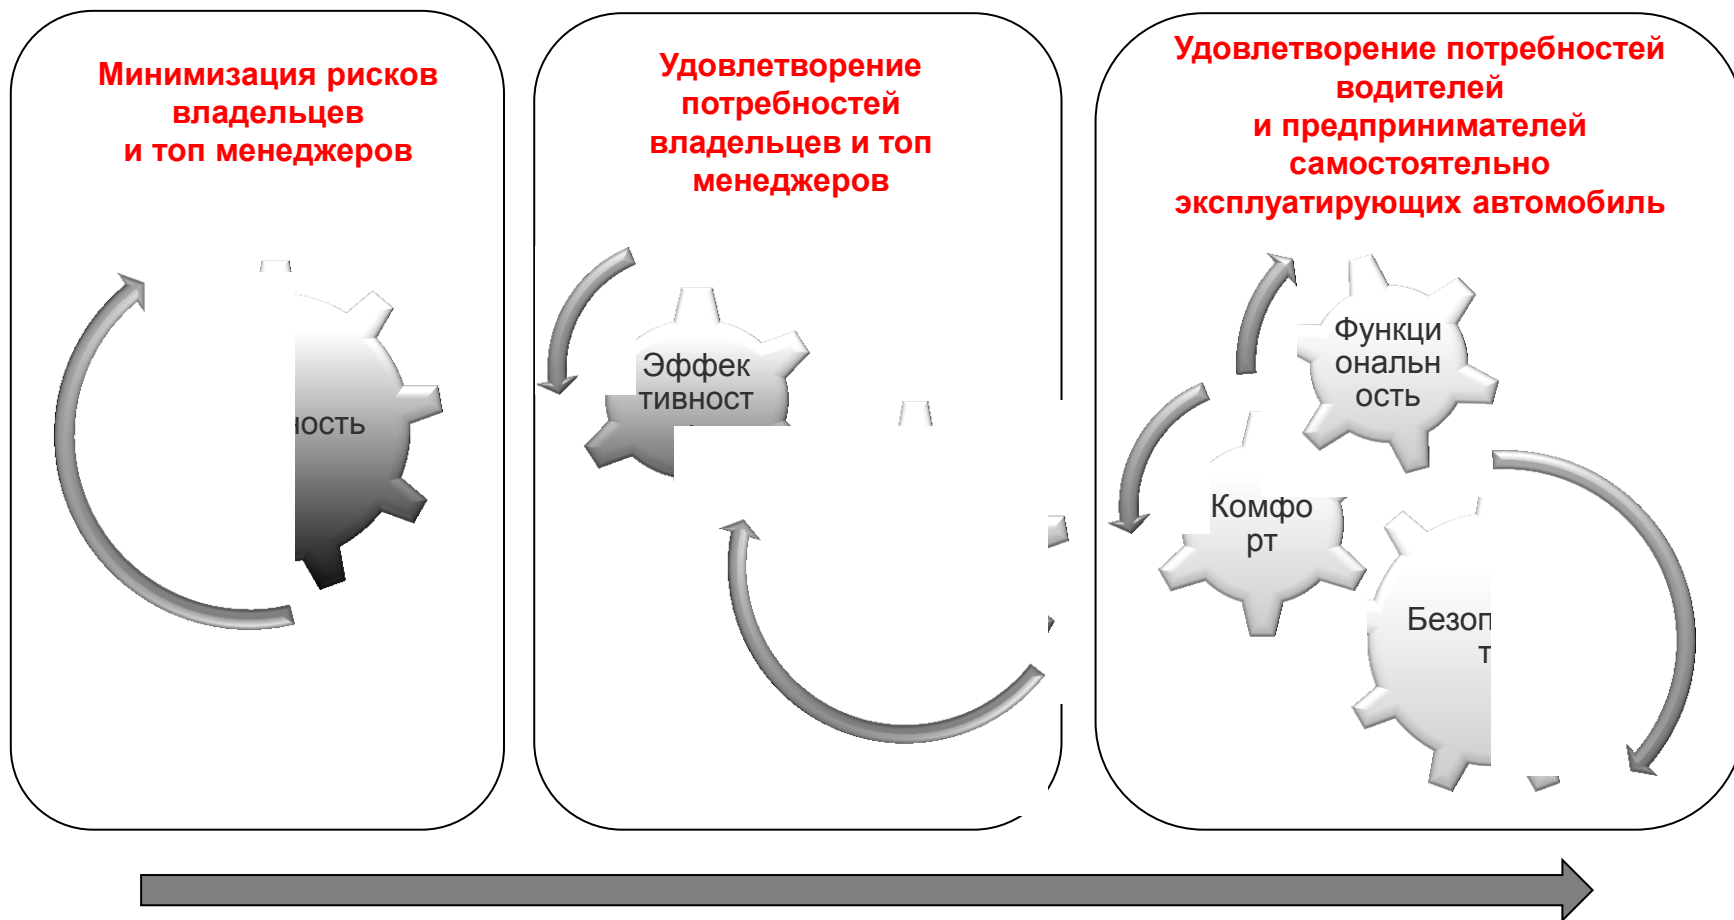 Минимизация рисков
владельцев
и топ менеджеров
ность
Удовлетворение
потребностей
владельцев и топ
менеджеров
Эффек
тивност
Удовлетворение потребностей
водителей
и предпринимателей
самостоятельно
эксплуатирующих автомобиль
Функци
ональн
ость
Комфо
рт
Безоп
т